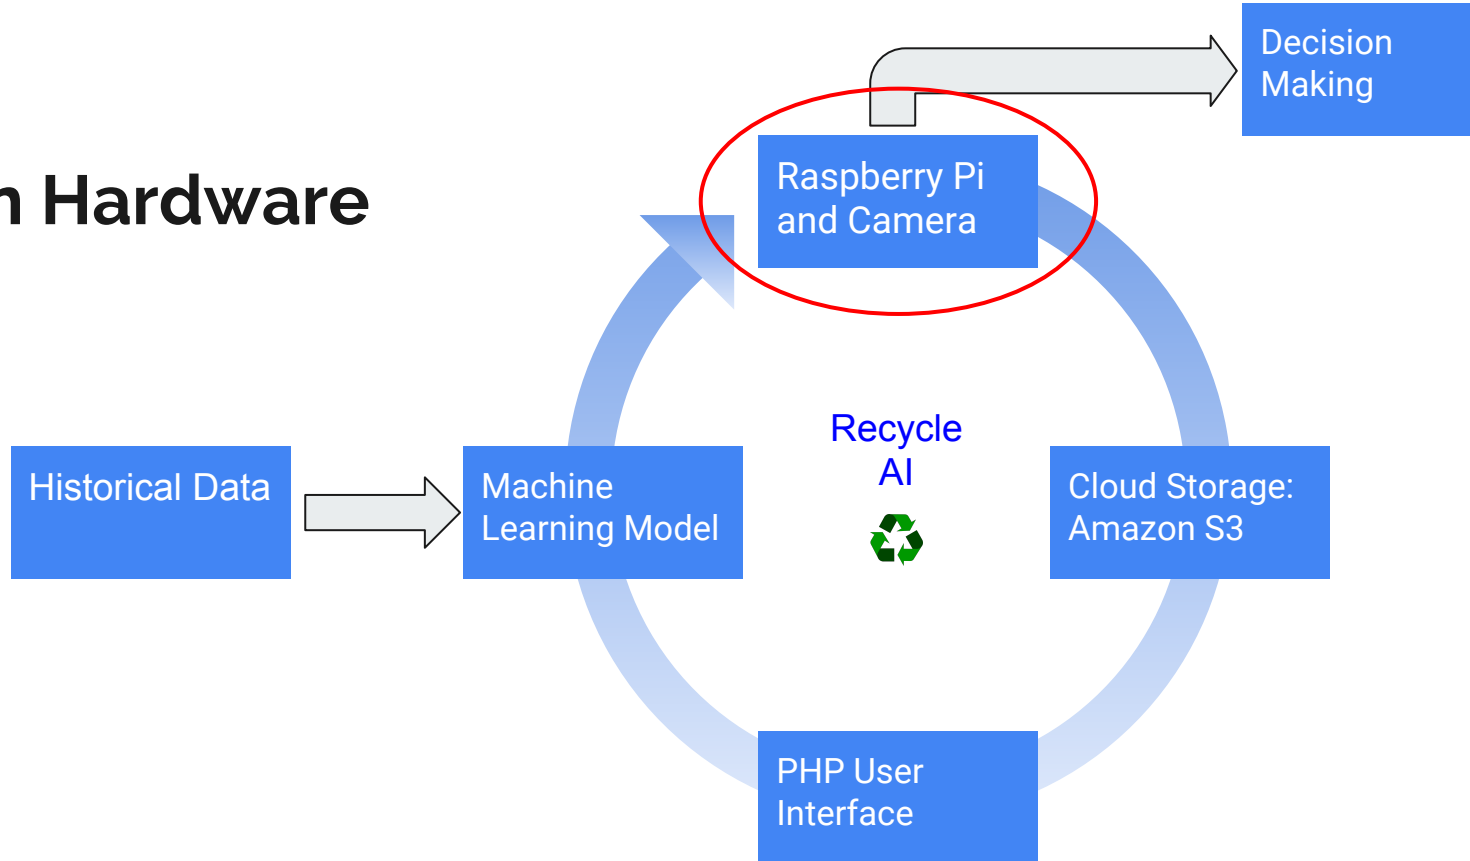 Decision
Making
Raspberry Pi
and Camera
n Hardware
Recycle
AI
Historical Data
Machine
Learning Model
Cloud Storage:
Amazon S3
PHP User
Interface